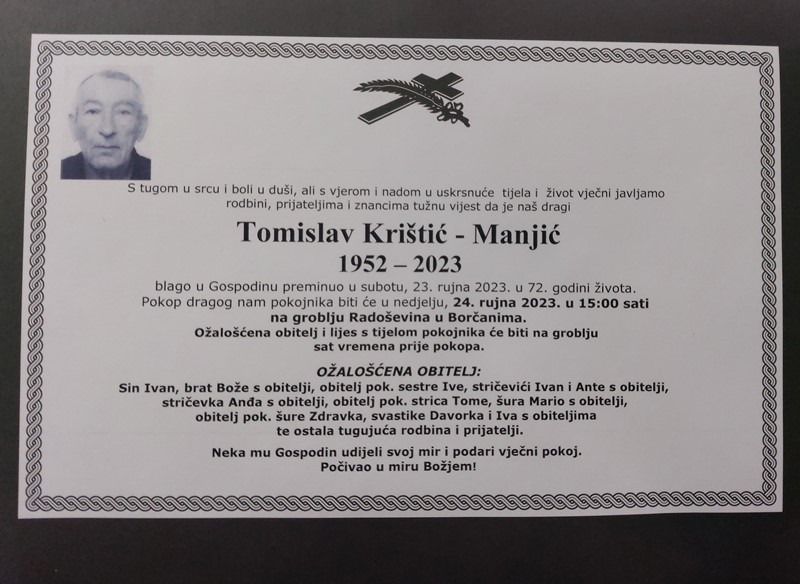 S tugom u srcu i boli u duši, ali s vjerom i nadom u uskrsnuće tijela i život vječni javljamo
rodbini, prijateljima i znancima tužnu vijest da je naš dragi
Tomislav Krištić - Manjić
1952 – 2023
blago u Gospodinu preminuo u subotu, 23. rujna 2023. u 72. godini života.
Pokop dragog nam pokojnika biti će u nedjelju, 24. rujna 2023. u 15:00 sati
na groblju Radoševina u Borčanima.
Ožalošćena obitelj i lijes s tijelom pokojnika će biti na groblju
sat vremena prije pokopa.
OŽALOŠĆENA OBITELJ:
Sin Ivan, brat Bože s obitelji, obitelj pok. sestre Ive, stričevići Ivan i Ante s obitelji,
stričevka Anđa s obitelji, obitelj pok. strica Tome, šura Mario s obitelji,
obitelj pok. šure Zdravka, svastike Davorka i Iva s obiteljima
te ostala tugujuća rodbina i prijatelji.
Neka mu Gospodin udijeli svoj mir i podari vječni pokoj.
Počivao u miru Božjem!